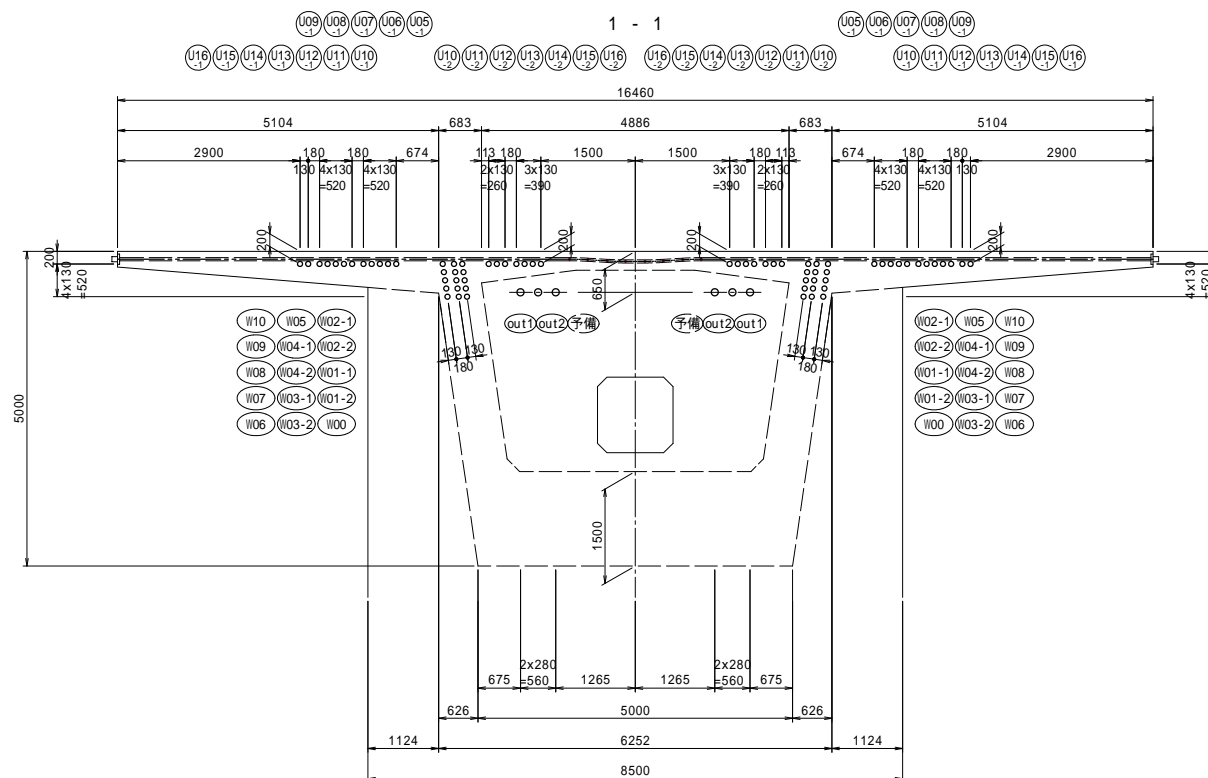 U09-1 U08-1 U07-1 U06-1 U05-1
1 - 1
U05-1 U06-1 U07-1 U08-1 U09-1
U16-1 U15-1 U14-1 U13-1 U12-1 U11-1 U10-1
U10-2 U11-2 U12-2 U13-2 U14-2 U15-2 U16-2
U16-2 U15-2 U14-2 U13-2 U12-2 U11-2 U10-2
U10-1 U11-1 U12-1 U13-1 U14-1 U15-1 U16-1
16460
5104 683 4886 683 5104
2900 180 180 674 113 180 1500 1500 180 113 674 180 180 2900
130 4x130 4x130 2x130 3x130 3x130 2x130 4x130 4x130 130
=520 =520 =260 =390 =390 =260 =520 =520
200 200 200 200
200
4x130
=520
4x130
=520
650
out1 out2 予備 予備 out2 out1
W10 W05 W02-1
W09 W04-1 W02-2
W08 W04-2 W01-1
W07 W03-1 W01-2
W06 W03-2 W00
130 130
180
130 130
180
W02-1 W05 W10
W02-2 W04-1 W09
W01-1 W04-2 W08
W01-2 W03-1 W07
W00 W03-2 W06
5000
1500
2x280 2x280
675 =560 1265 1265 =560 675
626 5000 626
1124 6252 1124
8500